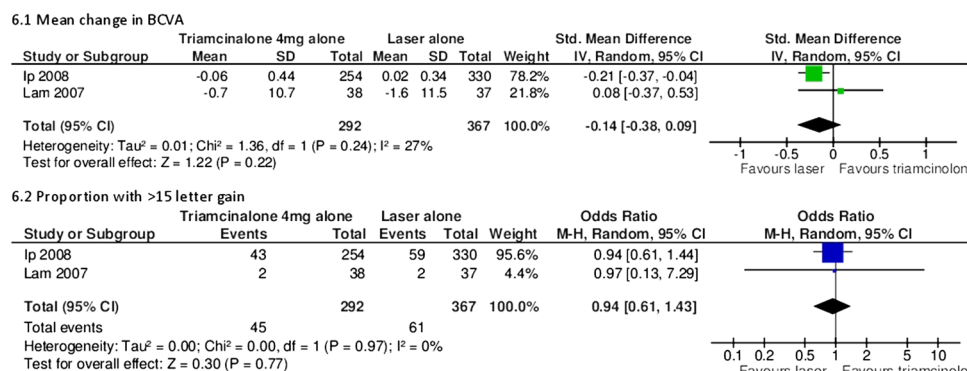 6.1 Mean change in BCVA
Triamcinalone 4mg alone Laser alone Std. Mean Difference Std. Mean Difference
Study or Subgroup Mean SD Total Mean SD Total Weight IV, Random, 95% CI IV, Random, 95% CI
Ip 2008 -0.06 0.44 254 0.02 0.34 330 78.2% -0.21 [-0.37, -0.04]
Lam 2007 -0.7 10.7 38 -1.6 11.5 37 21.8% 0.08 [-0.37, 0.53]
Total (95% CI) 292 367 100.0% -0.14 [-0.38, 0.09]
Heterogeneity: Tau² = 0.01; Chi² = 1.36, df = 1 (P = 0.24); I² = 27%
Test for overall effect: Z = 1.22 (P = 0.22)
-1 -0.5 0 0.5 1
Favours laser Favours triamcinolon
6.2 Proportion with >15 letter gain
Triamcinalone 4mg alone Laser alone Odds Ratio Odds Ratio
Study or Subgroup Events Total Events Total Weight M-H, Random, 95% CI M-H, Random, 95% CI
Ip 2008 43 254 59 330 95.6% 0.94 [0.61, 1.44]
Lam 2007 2 38 2 37 4.4% 0.97 [0.13, 7.29]
Total (95% CI) 292 367 100.0% 0.94 [0.61, 1.43]
Total events 45 61
Heterogeneity: Tau² = 0.00; Chi² = 0.00, df = 1 (P = 0.97); I² = 0%
Test for overall effect: Z = 0.30 (P = 0.77)
0.1 0.2 0.5 1 2 5 10
Favours laser Favours triamcinolon